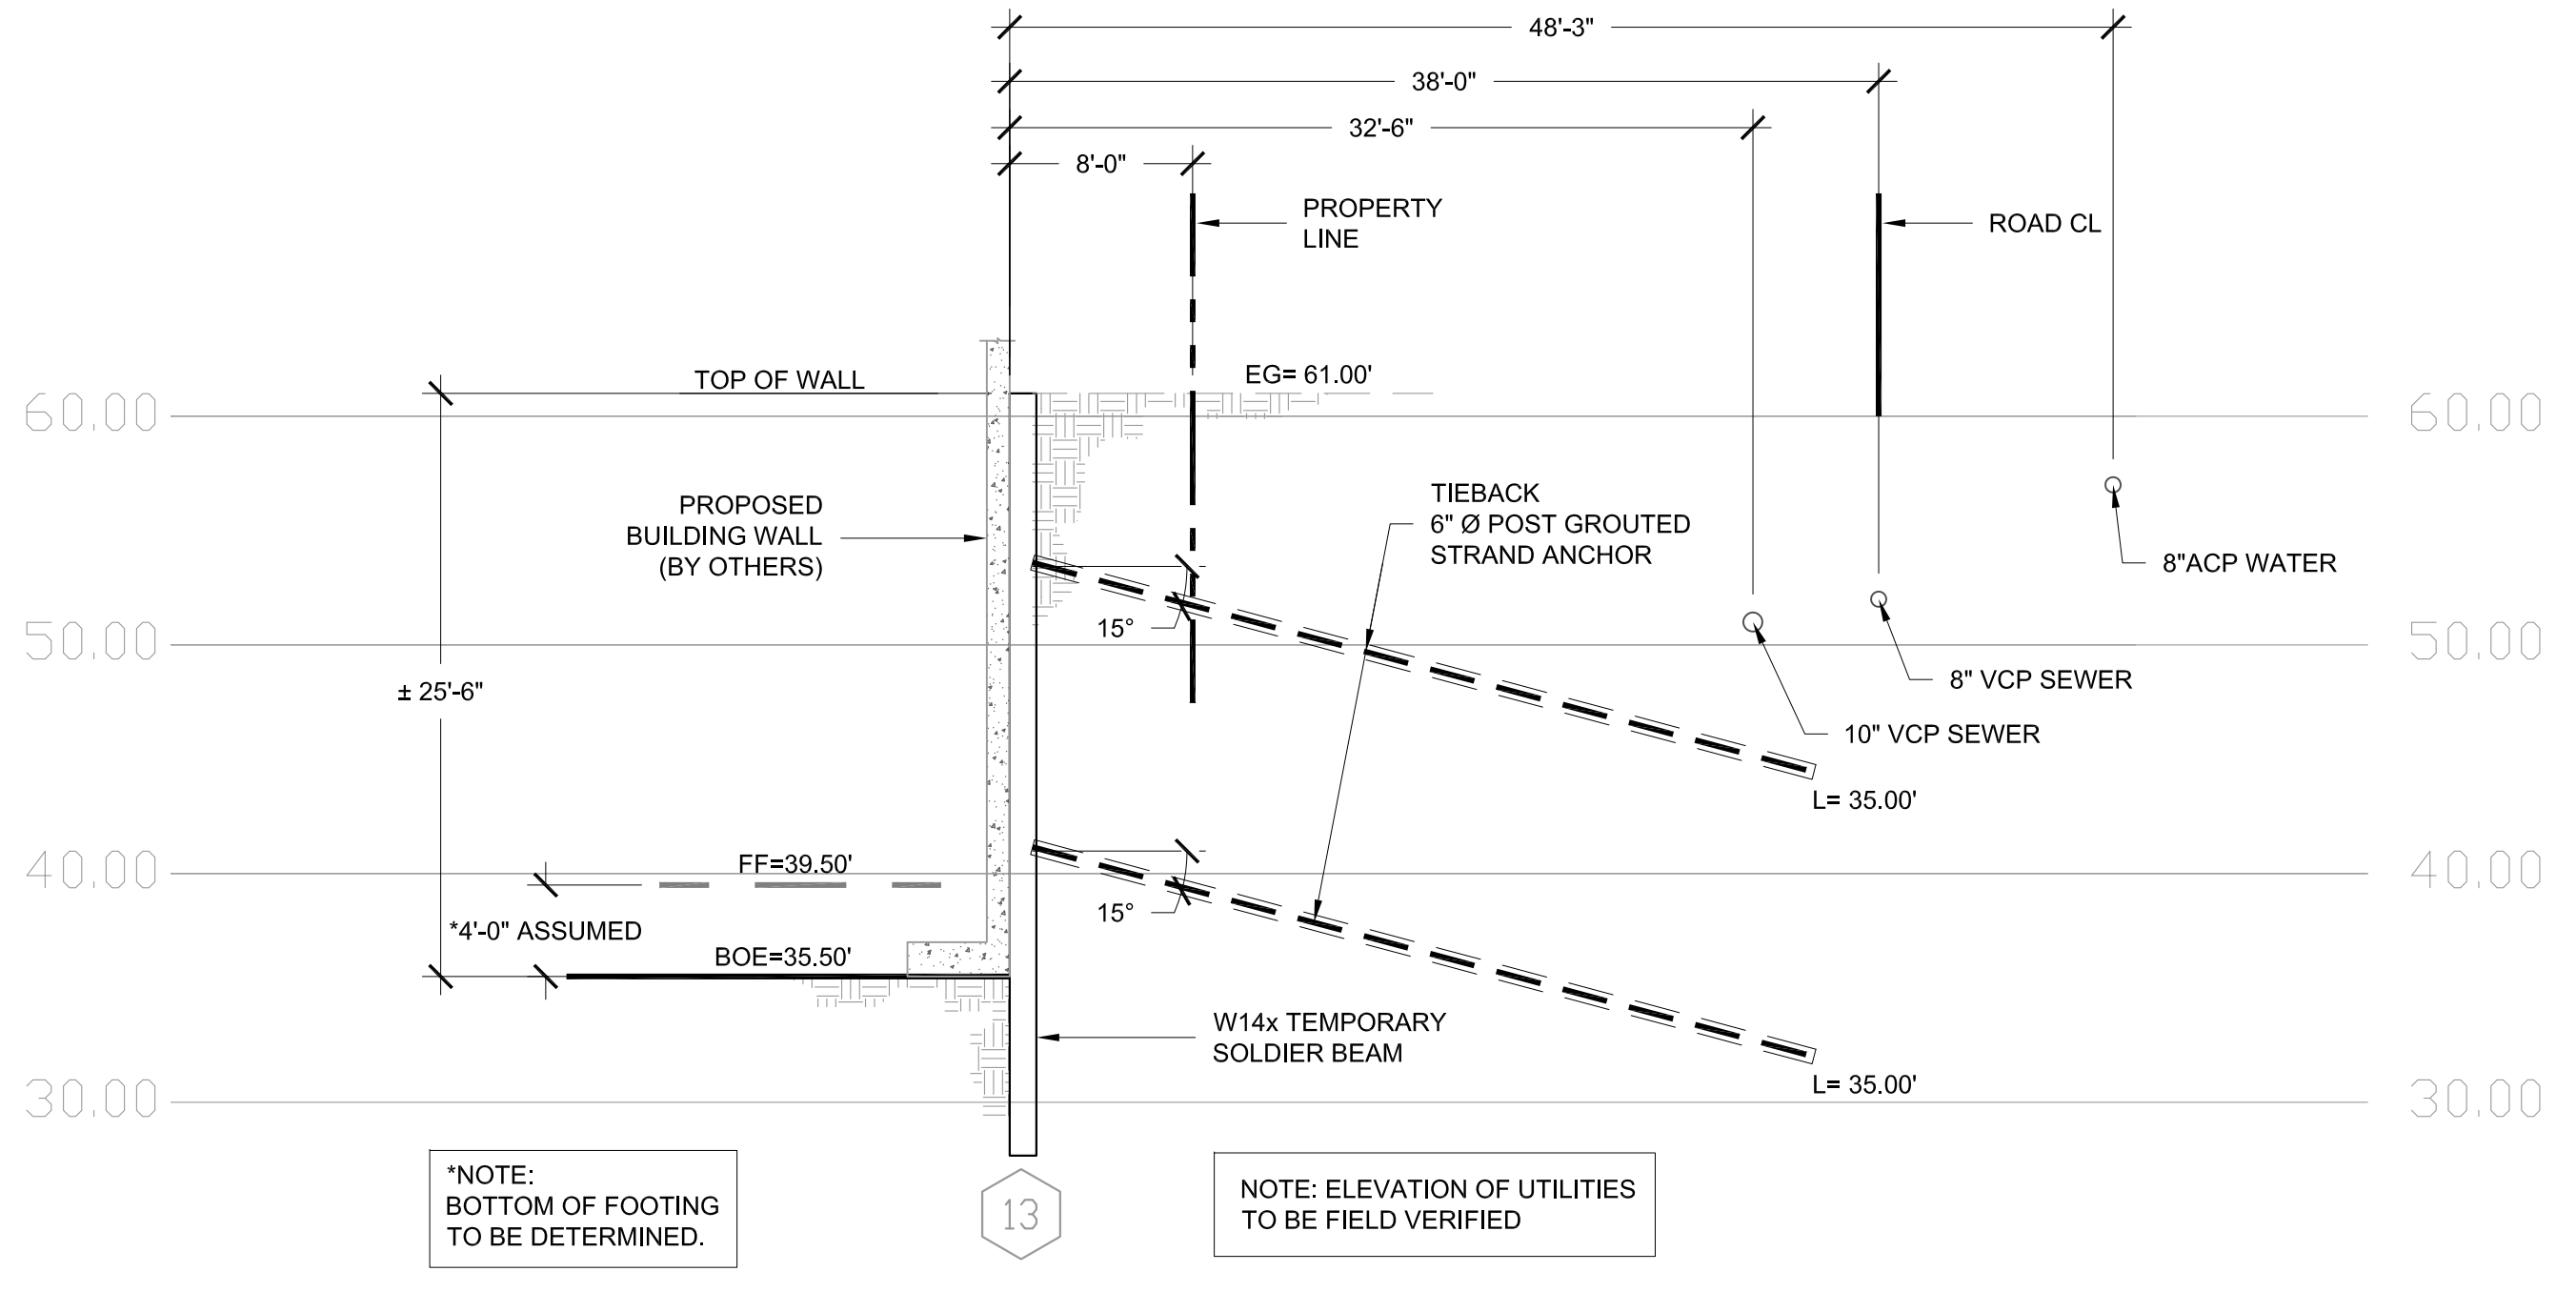 48'-3"
38'-0"
32'-6"
8'-0"
PROPERTY
LINE
ROAD CL
TOP OF WALL
EG= 61.00'
60.00
60.00
PROPOSED
BUILDING WALL
(BY OTHERS)
TIEBACK
6" Ø POST GROUTED
STRAND ANCHOR
8"ACP WATER
15°
50.00
50.00
± 25'-6"
8" VCP SEWER
10" VCP SEWER
L= 35.00'
40.00
FF=39.50'
40.00
15°
*4'-0" ASSUMED
BOE=35.50'
W14x TEMPORARY
SOLDIER BEAM
L= 35.00'
30.00
30.00
*NOTE:
BOTTOM OF FOOTING
TO BE DETERMINED.
13
NOTE: ELEVATION OF UTILITIES
TO BE FIELD VERIFIED